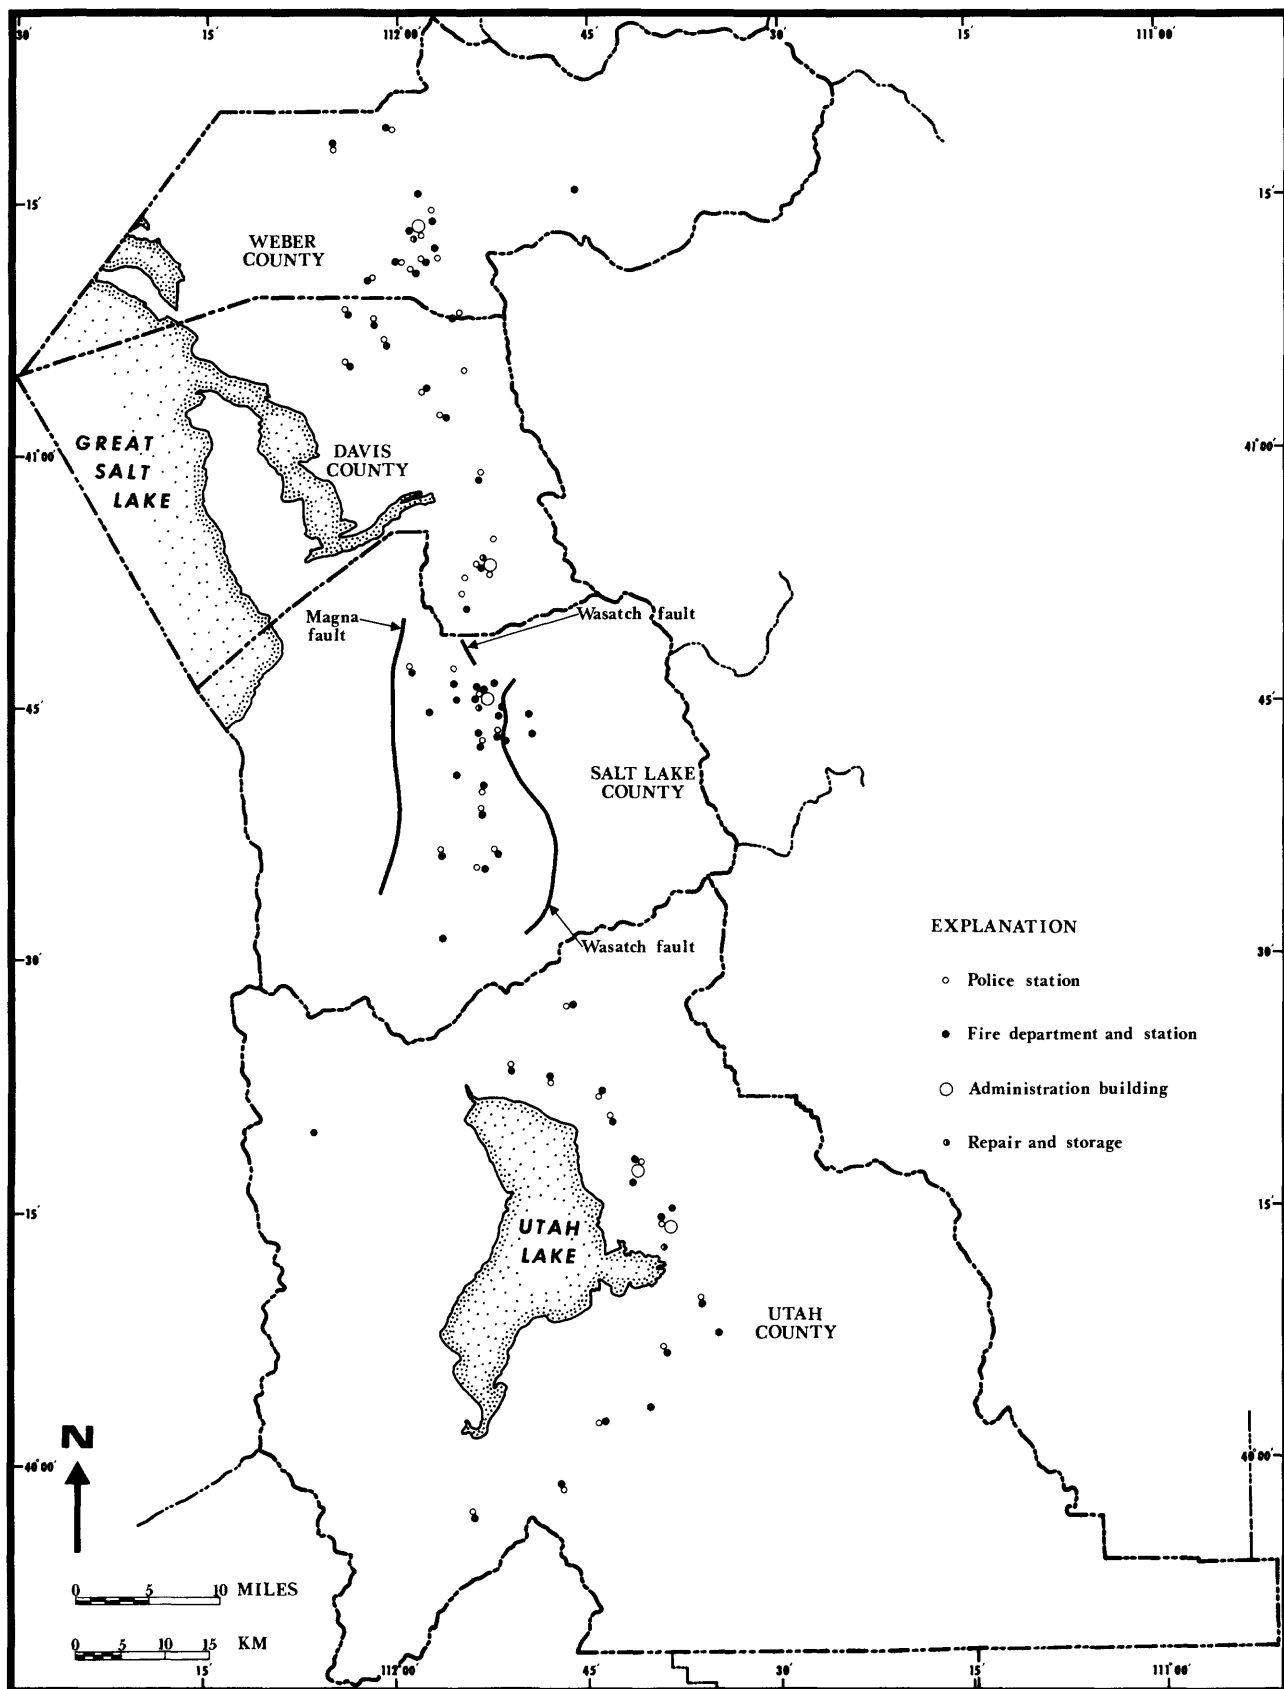 30' 15' 112°00' 45' 30' 15' 111°00'
15' 15'
WEBER
COUNTY
GREAT
SALT
LAKE
DAVIS
COUNTY
41°00' 41°00'
Magna
fault
Wasatch fault
45' 45'
SALT LAKE
COUNTY
EXPLANATION
Wasatch fault
30' 30'
Police station
Fire department and station
Administration building
Repair and storage
15' 15'
UTAH
LAKE
UTAH
COUNTY
N
40°00' 40°00'
0 5 10 MILES
0 5 10 15 KM
15' 112°00' 45' 30' 15' 111°00'